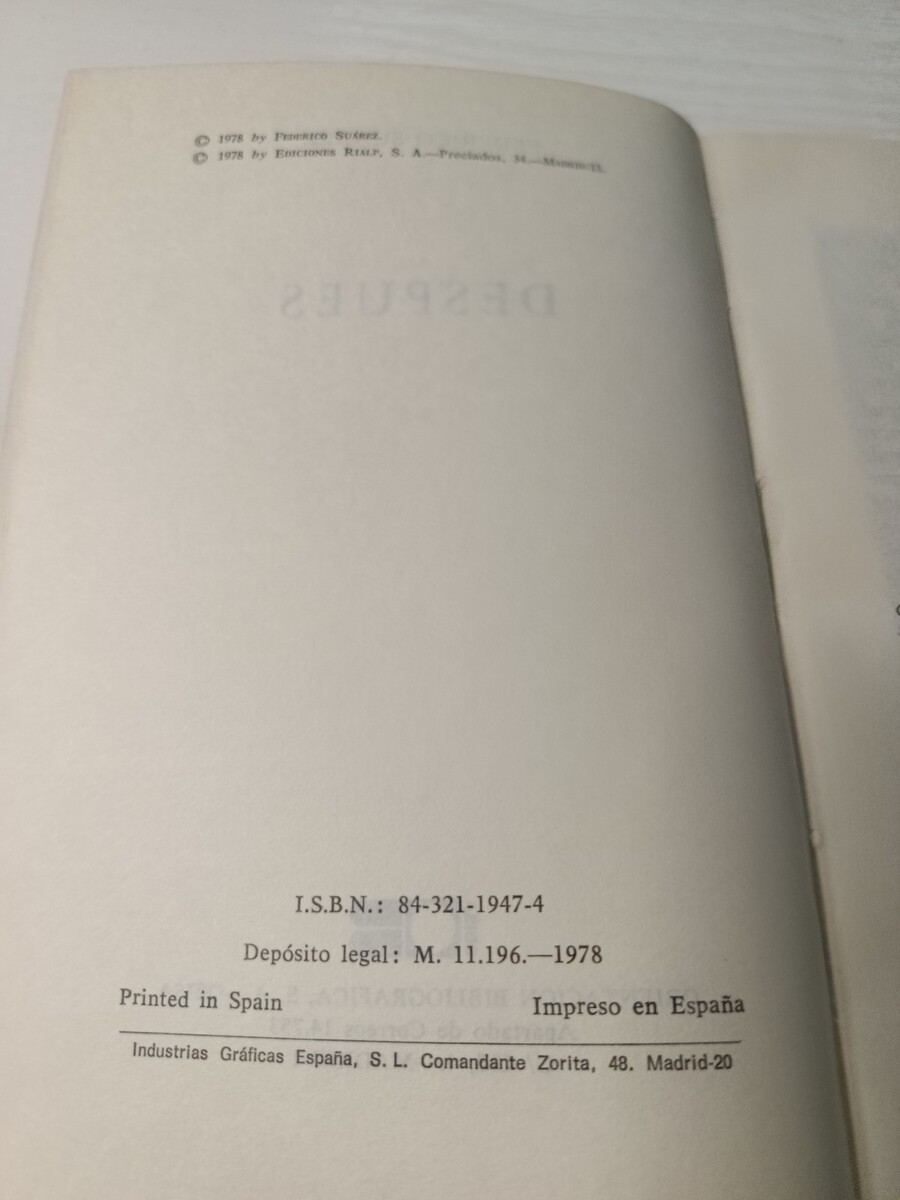 © 1978 by FEDERICO SUÁREZ.
© 1978 by EDICIONES RIALP, S. A.—Preciados, 34.—MADRID-13.
DESPUES
I.S.B.N.: 84-321-1947-4
Depósito legal: M. 11.196.—1978
Printed in Spain Impreso en España
Industrias Gráficas España, S. L. Comandante Zorita, 48. Madrid-20